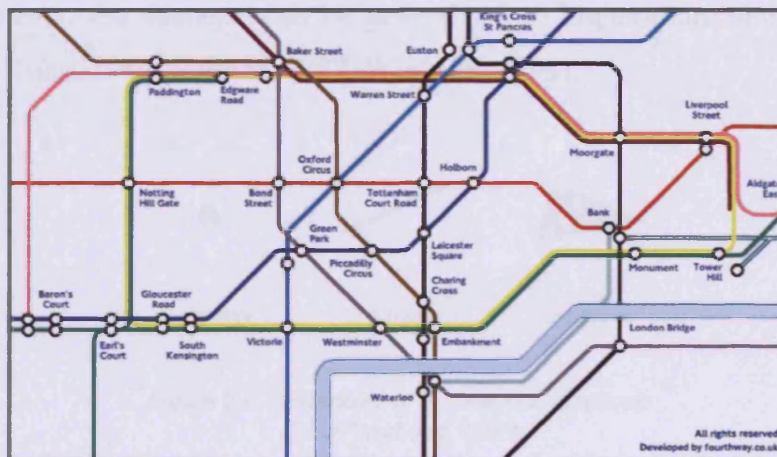 King's Cross
St Pancras
Baker Street
Euston
Paddington
Edgware
Road
Warren Street
Liverpool
Street
Moorgate
Oxford
Circus
Holborn
Notting
Hill Gate
Bond
Street
Tottenham
Court Road
Aldgate
East
Bank
Green
Park
Piccadilly
Circus
Leicester
Square
Monument
Tower
Hill
Baron's
Court
Gloucester
Road
Charing
Cross
Earl's
Court
South
Kensington
Victoria
Westminster
Embankment
London Bridge
Waterloo
All rights reserved
Developed by fourthway.co.uk